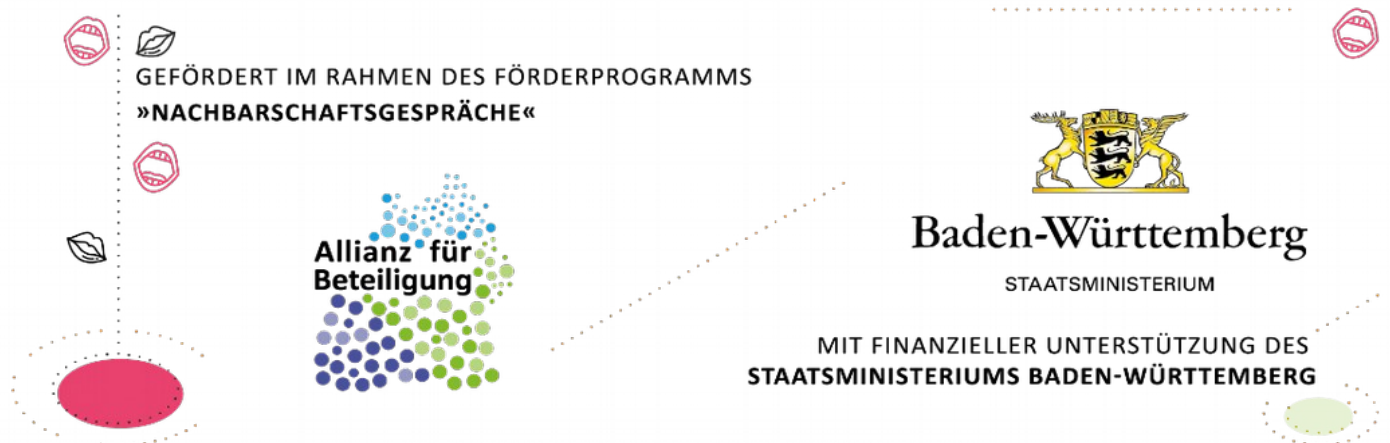 GEFÖRDERT IM RAHMEN DES FÖRDERPROGRAMMS
»NACHBARSCHAFTSGESPRÄCHE«
Allianz für
Beteiligung
Baden-Württemberg
STAATSMINISTERIUM
MIT FINANZIELLER UNTERSTÜTZUNG DES
STAATSMINISTERIUMS BADEN-WÜRTTEMBERG